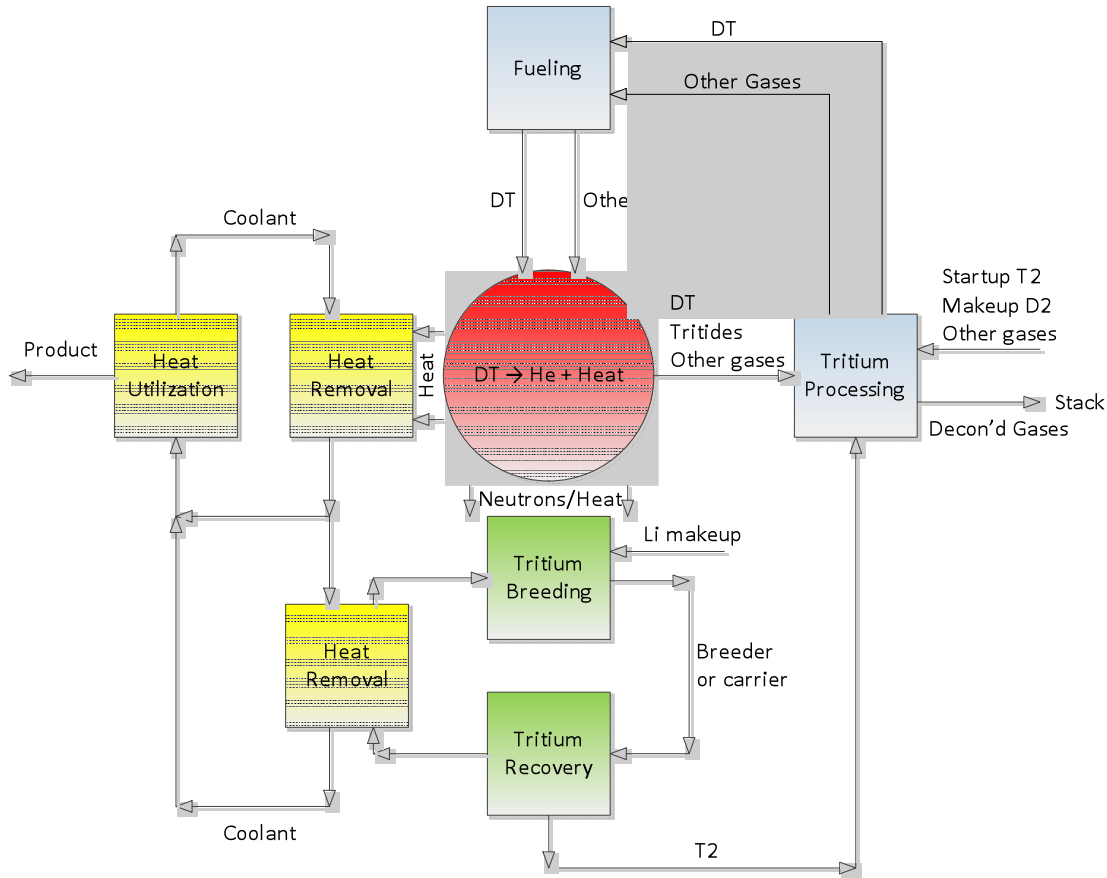 DT
Fueling
Other Gases
DT
Othe
Coolant
Startup T2
Makeup D2
Other gases
DT
Tritides
Other gases
Product
Heat
Utilization
Heat
Removal
Heat
DT → He + Heat
Tritium
Processing
Stack
Decon’d Gases
Neutrons/Heat
Li makeup
Tritium
Breeding
Heat
Removal
Breeder
or carrier
Tritium
Recovery
Coolant
T2